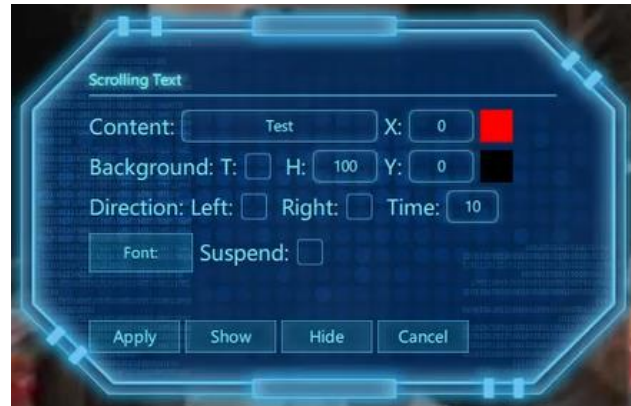 Scrolling Text
Content: Test X: 0
Background: T: H: 100 Y: 0
Direction: Left: Right: Time: 10
Font: Suspend:
Apply Show Hide Cancel